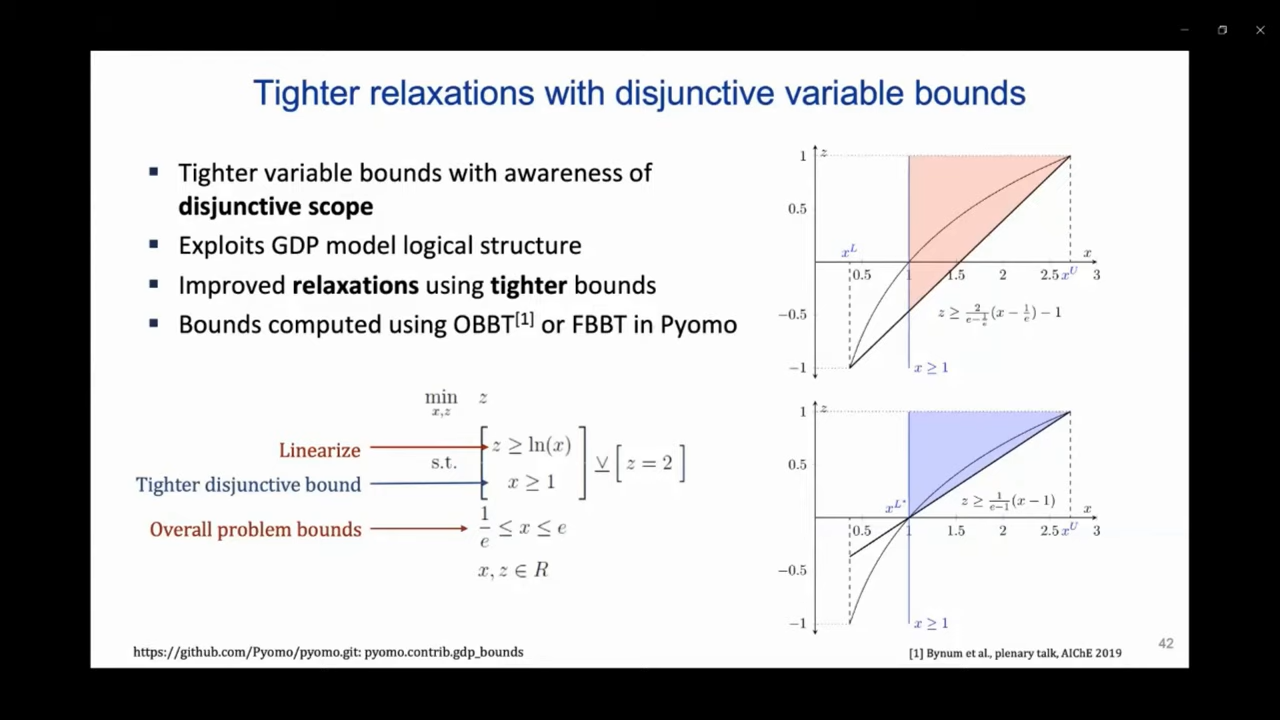 Tighter relaxations with disjunctive variable bounds
▪ Tighter variable bounds with awareness of
disjunctive scope
▪ Exploits GDP model logical structure
▪ Improved relaxations using tighter bounds
▪ Bounds computed using OBBT[1] or FBBT in Pyomo
min z
x,z
Linearize
s.t. [z ≥ ln(x)
x ≥ 1] ⊻ [z = 2]
Tighter disjunctive bound
Overall problem bounds
1/e ≤ x ≤ e
x, z ∈ R
1 z
0.5
x^L x
0.5 1 1.5 2 2.5 x^U 3
−0.5
z ≥ 2/(e−1/e) (x − 1/e) − 1
−1
x ≥ 1
1 z
0.5
x^L* z ≥ 1/(e−1) (x − 1) x
0.5 1 1.5 2 2.5 x^U 3
−0.5
−1
x ≥ 1
https://github.com/Pyomo/pyomo.git: pyomo.contrib.gdp_bounds
[1] Bynum et al., plenary talk, AIChE 2019
42